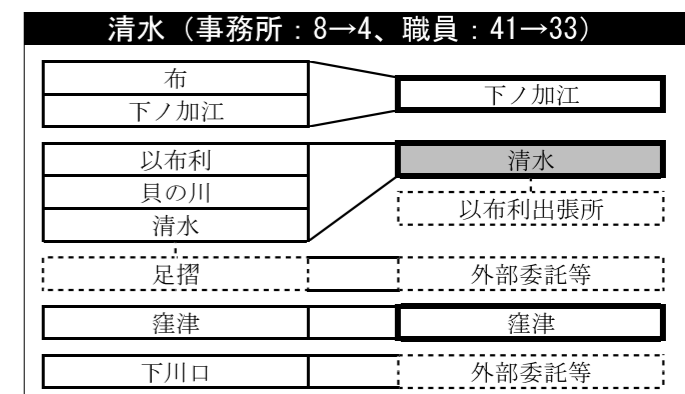 清水（事務所：8→4、職員：41→33）
布
下ノ加江
下ノ加江
以布利
貝の川
清水
清水
以布利出張所
足摺
外部委託等
窪津
窪津
下川口
外部委託等